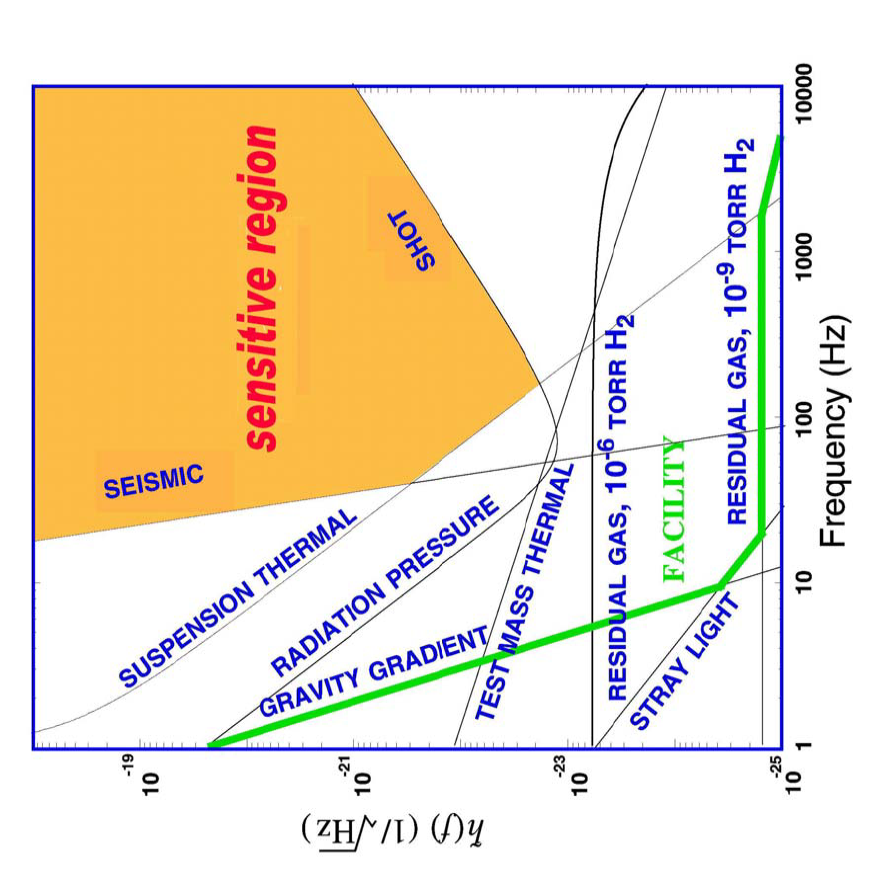 10^-19
10^-21
10^-23
10^-25
h̃(f) (1/√Hz)
SEISMIC
sensitive region
SHOT
SUSPENSION THERMAL
RADIATION PRESSURE
GRAVITY GRADIENT
TEST MASS THERMAL
RESIDUAL GAS, 10^-6 TORR H₂
FACILITY
STRAY LIGHT
RESIDUAL GAS, 10^-9 TORR H₂
1
10
100
1000
10000
Frequency (Hz)